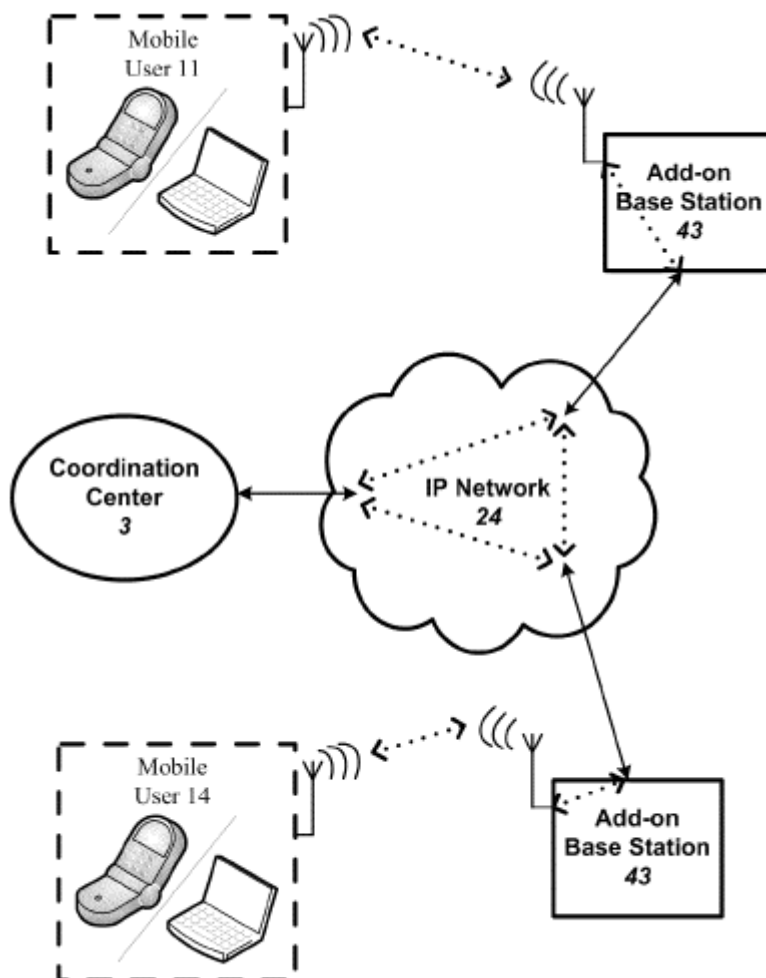 Mobile
User 11
Add-on
Base Station
43
Coordination
Center
3
IP Network
24
Mobile
User 14
Add-on
Base Station
43